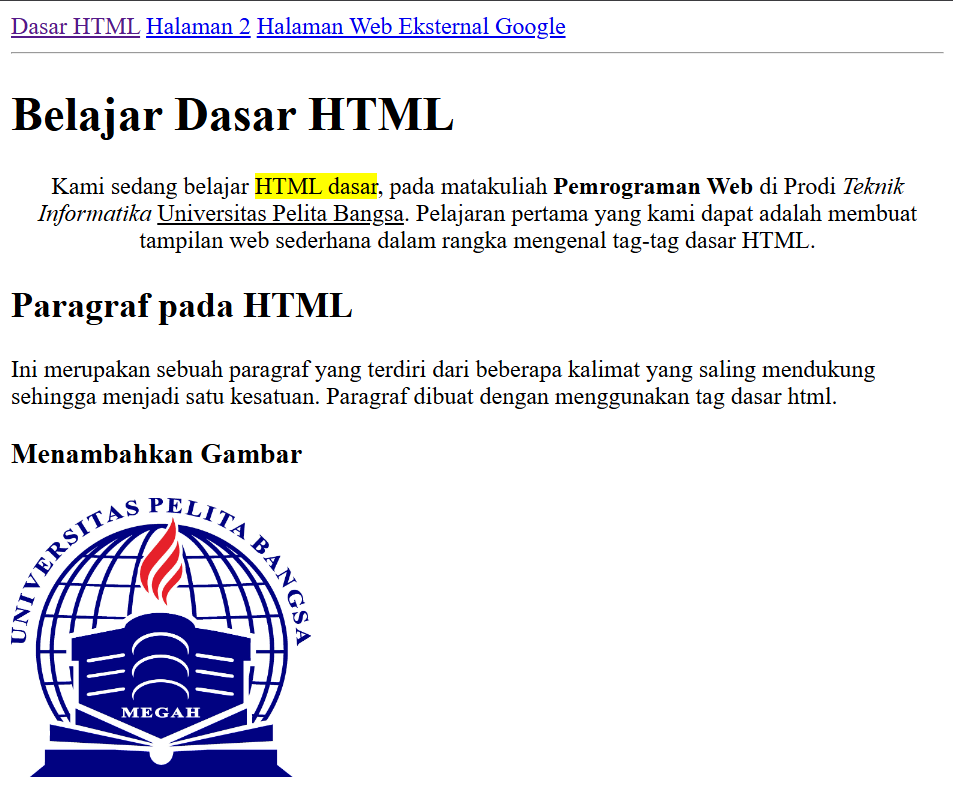 Dasar HTML Halaman 2 Halaman Web Eksternal Google
Belajar Dasar HTML
Kami sedang belajar HTML dasar, pada matakuliah Pemrograman Web di Prodi Teknik
Informatika Universitas Pelita Bangsa. Pelajaran pertama yang kami dapat adalah membuat
tampilan web sederhana dalam rangka mengenal tag-tag dasar HTML.
Paragraf pada HTML
Ini merupakan sebuah paragraf yang terdiri dari beberapa kalimat yang saling mendukung
sehingga menjadi satu kesatuan. Paragraf dibuat dengan menggunakan tag dasar html.
Menambahkan Gambar
UNIVERSITAS PELITA BANGSA
MEGAH